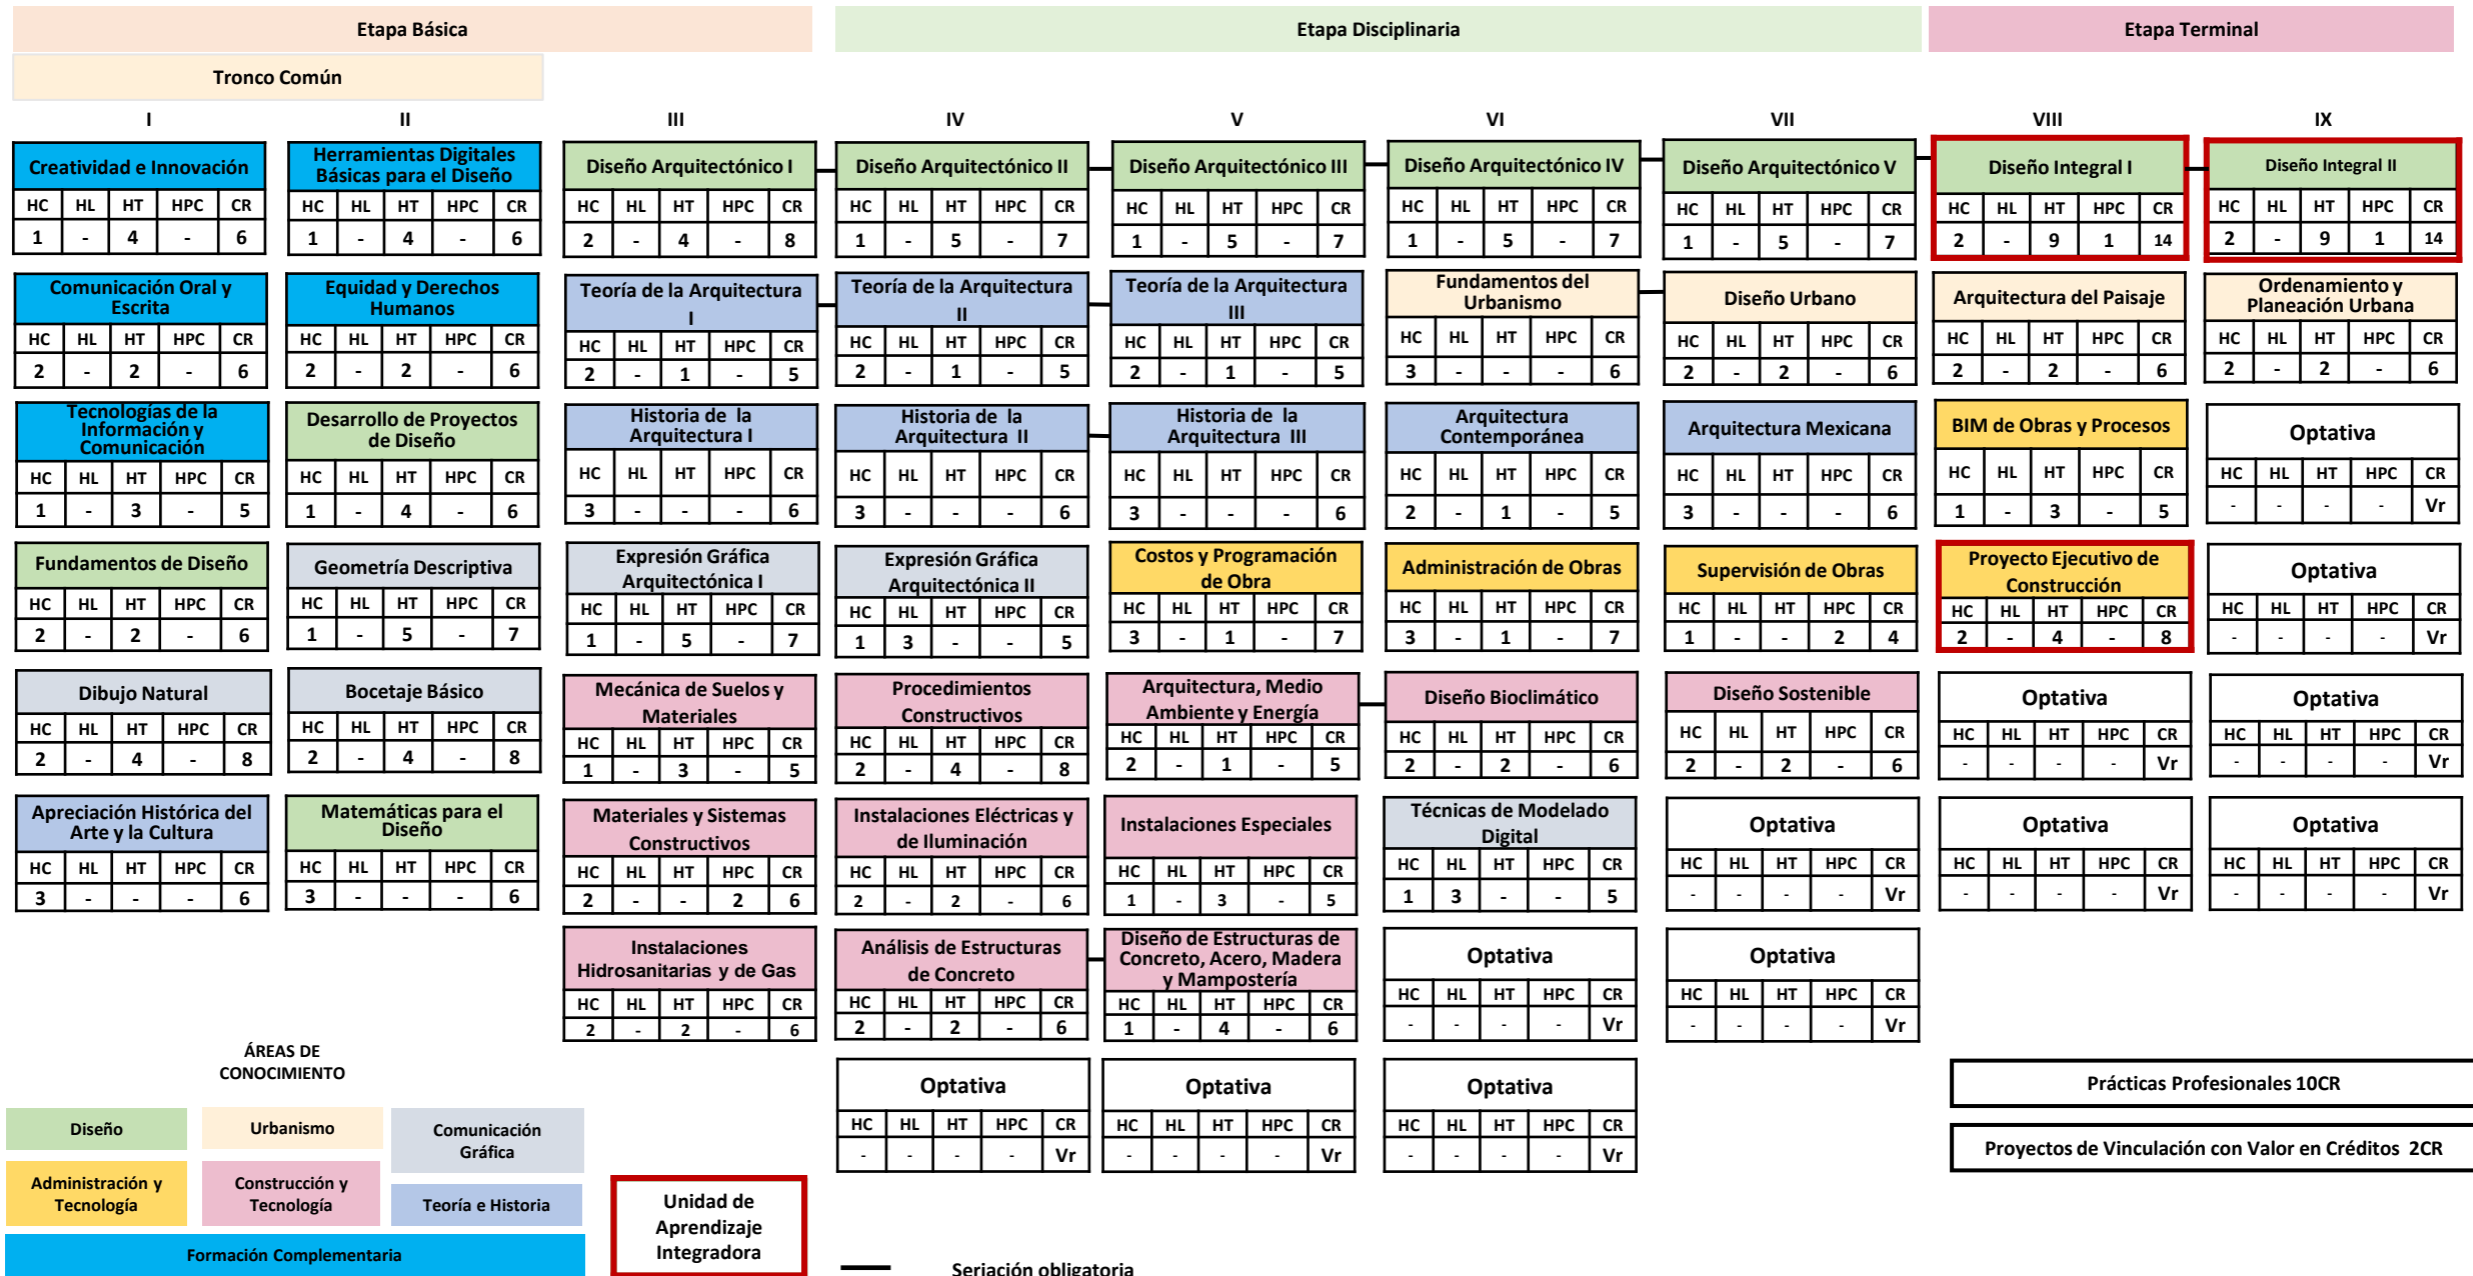 Etapa Básica
Etapa Disciplinaria
Etapa Terminal
Tronco Común
I II III IV V VI VII VIII IX
Creatividad e Innovación
HC HL HT HPC CR
1 - 4 - 6
Herramientas Digitales
Básicas para el Diseño
HC HL HT HPC CR
1 - 4 - 6
Diseño Arquitectónico I
HC HL HT HPC CR
2 - 4 - 8
Diseño Arquitectónico II
HC HL HT HPC CR
1 - 5 - 7
Diseño Arquitectónico III
HC HL HT HPC CR
1 - 5 - 7
Diseño Arquitectónico IV
HC HL HT HPC CR
1 - 5 - 7
Diseño Arquitectónico V
HC HL HT HPC CR
1 - 5 - 7
Diseño Integral I
HC HL HT HPC CR
2 - 9 1 14
Diseño Integral II
HC HL HT HPC CR
2 - 9 1 14
Comunicación Oral y
Escrita
HC HL HT HPC CR
2 - 2 - 6
Equidad y Derechos
Humanos
HC HL HT HPC CR
2 - 2 - 6
Teoría de la Arquitectura
I
HC HL HT HPC CR
2 - 1 - 5
Teoría de la Arquitectura
II
HC HL HT HPC CR
2 - 1 - 5
Teoría de la Arquitectura
III
HC HL HT HPC CR
2 - 1 - 5
Fundamentos del
Urbanismo
HC HL HT HPC CR
3 - - - 6
Diseño Urbano
HC HL HT HPC CR
2 - 2 - 6
Arquitectura del Paisaje
HC HL HT HPC CR
2 - 2 - 6
Ordenamiento y
Planeación Urbana
HC HL HT HPC CR
2 - 2 - 6
Tecnologías de la
Información y
Comunicación
HC HL HT HPC CR
1 - 3 - 5
Desarrollo de Proyectos
de Diseño
HC HL HT HPC CR
1 - 4 - 6
Historia de la
Arquitectura I
HC HL HT HPC CR
3 - - - 6
Historia de la
Arquitectura II
HC HL HT HPC CR
3 - - - 6
Historia de la
Arquitectura III
HC HL HT HPC CR
3 - - - 6
Arquitectura
Contemporánea
HC HL HT HPC CR
2 - 1 - 5
Arquitectura Mexicana
HC HL HT HPC CR
3 - - - 6
BIM de Obras y Procesos
HC HL HT HPC CR
1 - 3 - 5
Optativa
HC HL HT HPC CR
- - - - Vr
Fundamentos de Diseño
HC HL HT HPC CR
2 - 2 - 6
Geometría Descriptiva
HC HL HT HPC CR
1 - 5 - 7
Expresión Gráfica
Arquitectónica I
HC HL HT HPC CR
1 - 5 - 7
Expresión Gráfica
Arquitectónica II
HC HL HT HPC CR
1 3 - - 5
Costos y Programación
de Obra
HC HL HT HPC CR
3 - 1 - 7
Administración de Obras
HC HL HT HPC CR
3 - 1 - 7
Supervisión de Obras
HC HL HT HPC CR
1 - - 2 4
Proyecto Ejecutivo de
Construcción
HC HL HT HPC CR
2 - 4 - 8
Optativa
HC HL HT HPC CR
- - - - Vr
Dibujo Natural
HC HL HT HPC CR
2 - 4 - 8
Bocetaje Básico
HC HL HT HPC CR
2 - 4 - 8
Mecánica de Suelos y
Materiales
HC HL HT HPC CR
1 - 3 - 5
Procedimientos
Constructivos
HC HL HT HPC CR
2 - 4 - 8
Arquitectura, Medio
Ambiente y Energía
HC HL HT HPC CR
2 - 1 - 5
Diseño Bioclimático
HC HL HT HPC CR
2 - 2 - 6
Diseño Sostenible
HC HL HT HPC CR
2 - 2 - 6
Optativa
HC HL HT HPC CR
- - - - Vr
Optativa
HC HL HT HPC CR
- - - - Vr
Apreciación Histórica del
Arte y la Cultura
HC HL HT HPC CR
3 - - - 6
Matemáticas para el
Diseño
HC HL HT HPC CR
3 - - - 6
Materiales y Sistemas
Constructivos
HC HL HT HPC CR
2 - - 2 6
Instalaciones Eléctricas y
de Iluminación
HC HL HT HPC CR
2 - 2 - 6
Instalaciones Especiales
HC HL HT HPC CR
1 - 3 - 5
Técnicas de Modelado
Digital
HC HL HT HPC CR
1 3 - - 5
Optativa
HC HL HT HPC CR
- - - - Vr
Optativa
HC HL HT HPC CR
- - - - Vr
Optativa
HC HL HT HPC CR
- - - - Vr
Instalaciones
Hidrosanitarias y de Gas
HC HL HT HPC CR
2 - 2 - 6
Análisis de Estructuras
de Concreto
HC HL HT HPC CR
2 - 2 - 6
Diseño de Estructuras de
Concreto, Acero, Madera
y Mampostería
HC HL HT HPC CR
1 - 4 - 6
Optativa
HC HL HT HPC CR
- - - - Vr
Optativa
HC HL HT HPC CR
- - - - Vr
Optativa
HC HL HT HPC CR
- - - - Vr
Optativa
HC HL HT HPC CR
- - - - Vr
Optativa
HC HL HT HPC CR
- - - - Vr
Prácticas Profesionales 10CR
Proyectos de Vinculación con Valor en Créditos 2CR
ÁREAS DE
CONOCIMIENTO
Diseño
Urbanismo
Comunicación
Gráfica
Administración y
Tecnología
Construcción y
Tecnología
Teoría e Historia
Formación Complementaria
Unidad de
Aprendizaje
Integradora
Seriación obligatoria